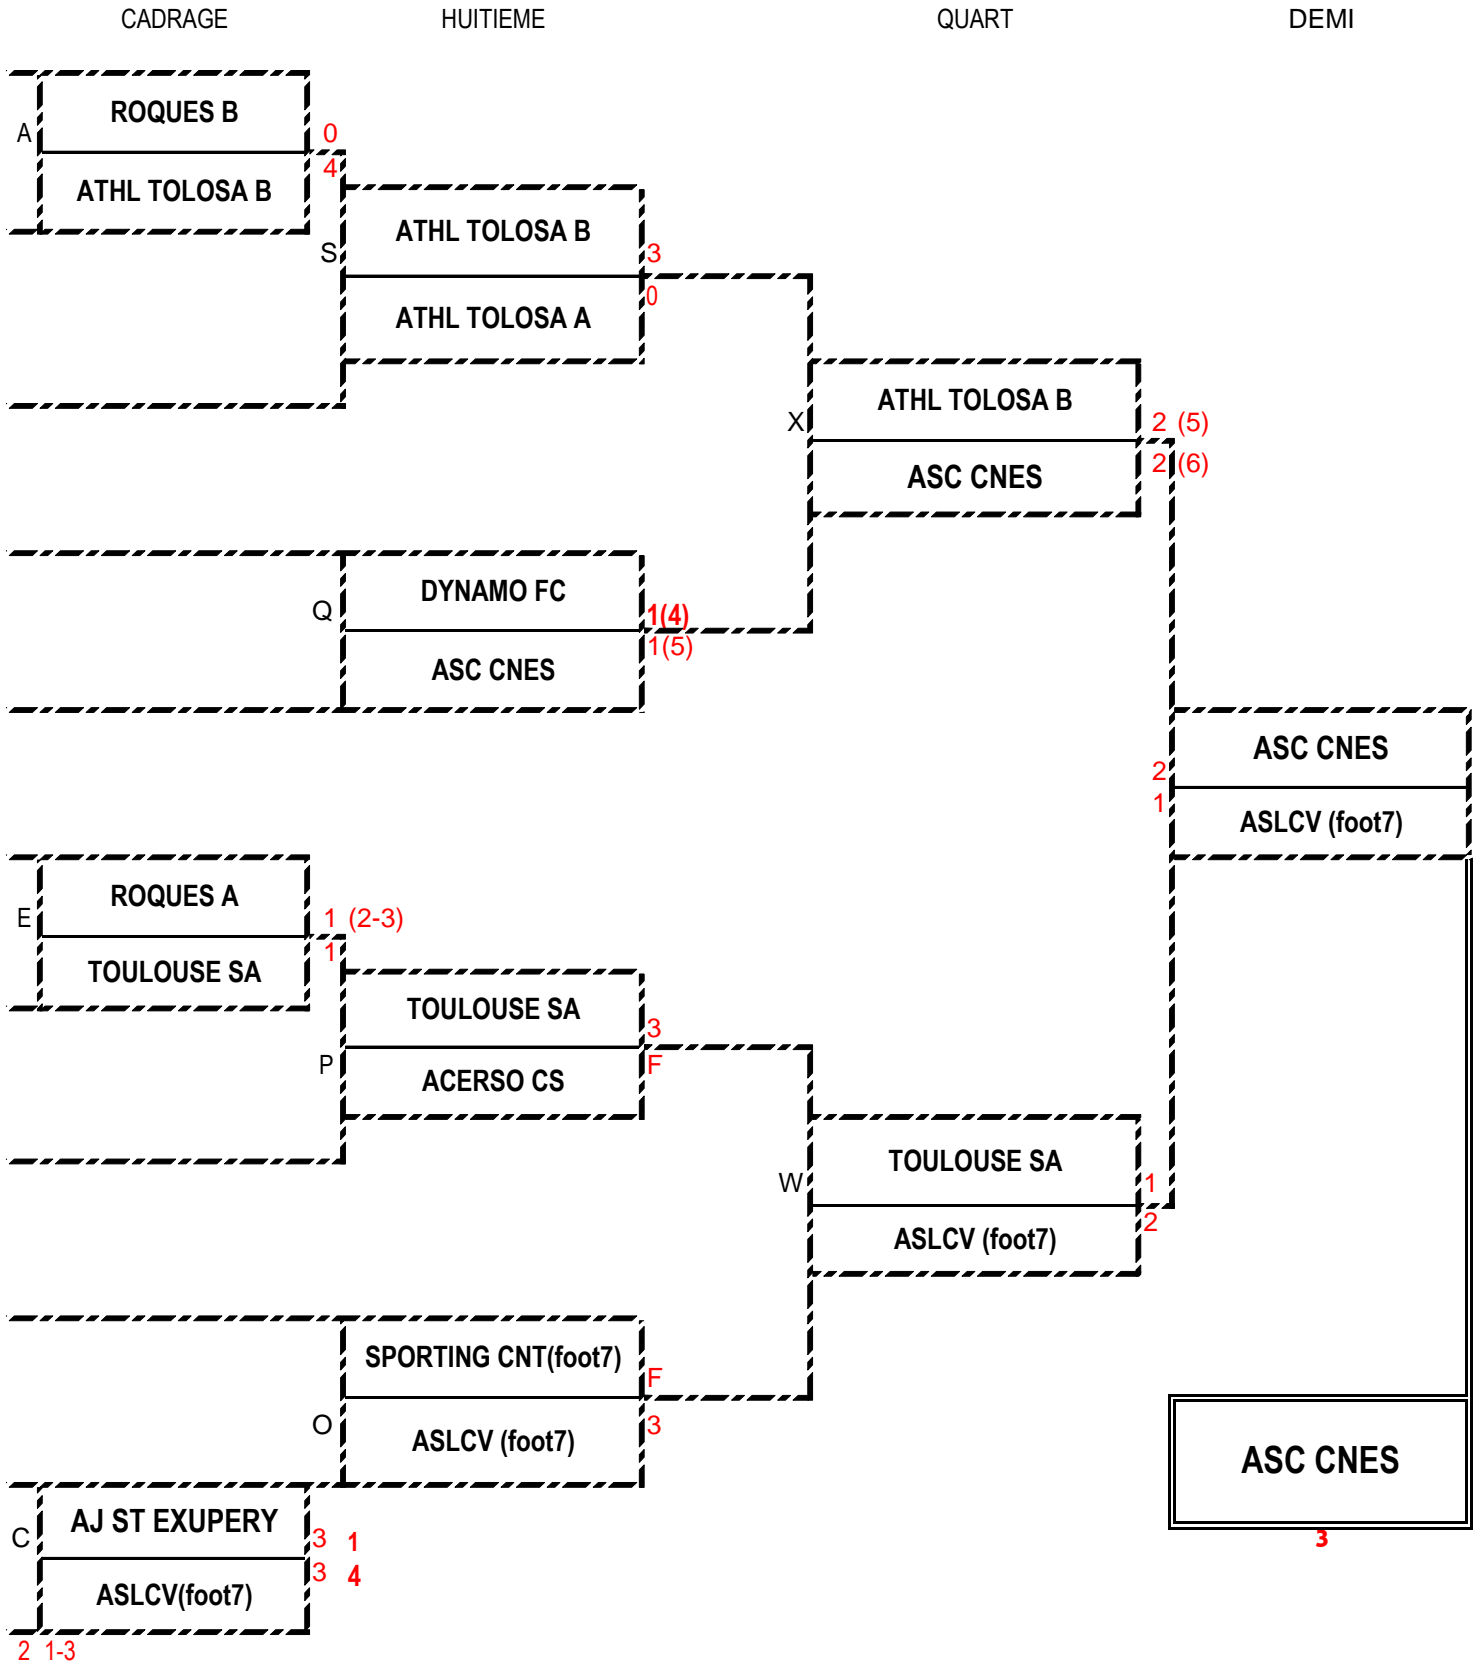 CADRAGE HUITIEME QUART DEMI
ROQUES B
A 0
4
ATHL TOLOSA B
ATHL TOLOSA B
S 3
0
ATHL TOLOSA A
ATHL TOLOSA B
X 2 (5)
2 (6)
ASC CNES
DYNAMO FC
Q 1(4)
1(5)
ASC CNES
ASC CNES
2
1
ASLCV (foot7)
ROQUES A
E 1 (2-3)
1
TOULOUSE SA
TOULOUSE SA
3
P F
ACERSO CS
TOULOUSE SA
W 1
2
ASLCV (foot7)
SPORTING CNT(foot7)
F
O 3
ASLCV (foot7)
ASC CNES
3
AJ ST EXUPERY
C 3 1
3 4
ASLCV(foot7)
2 1-3